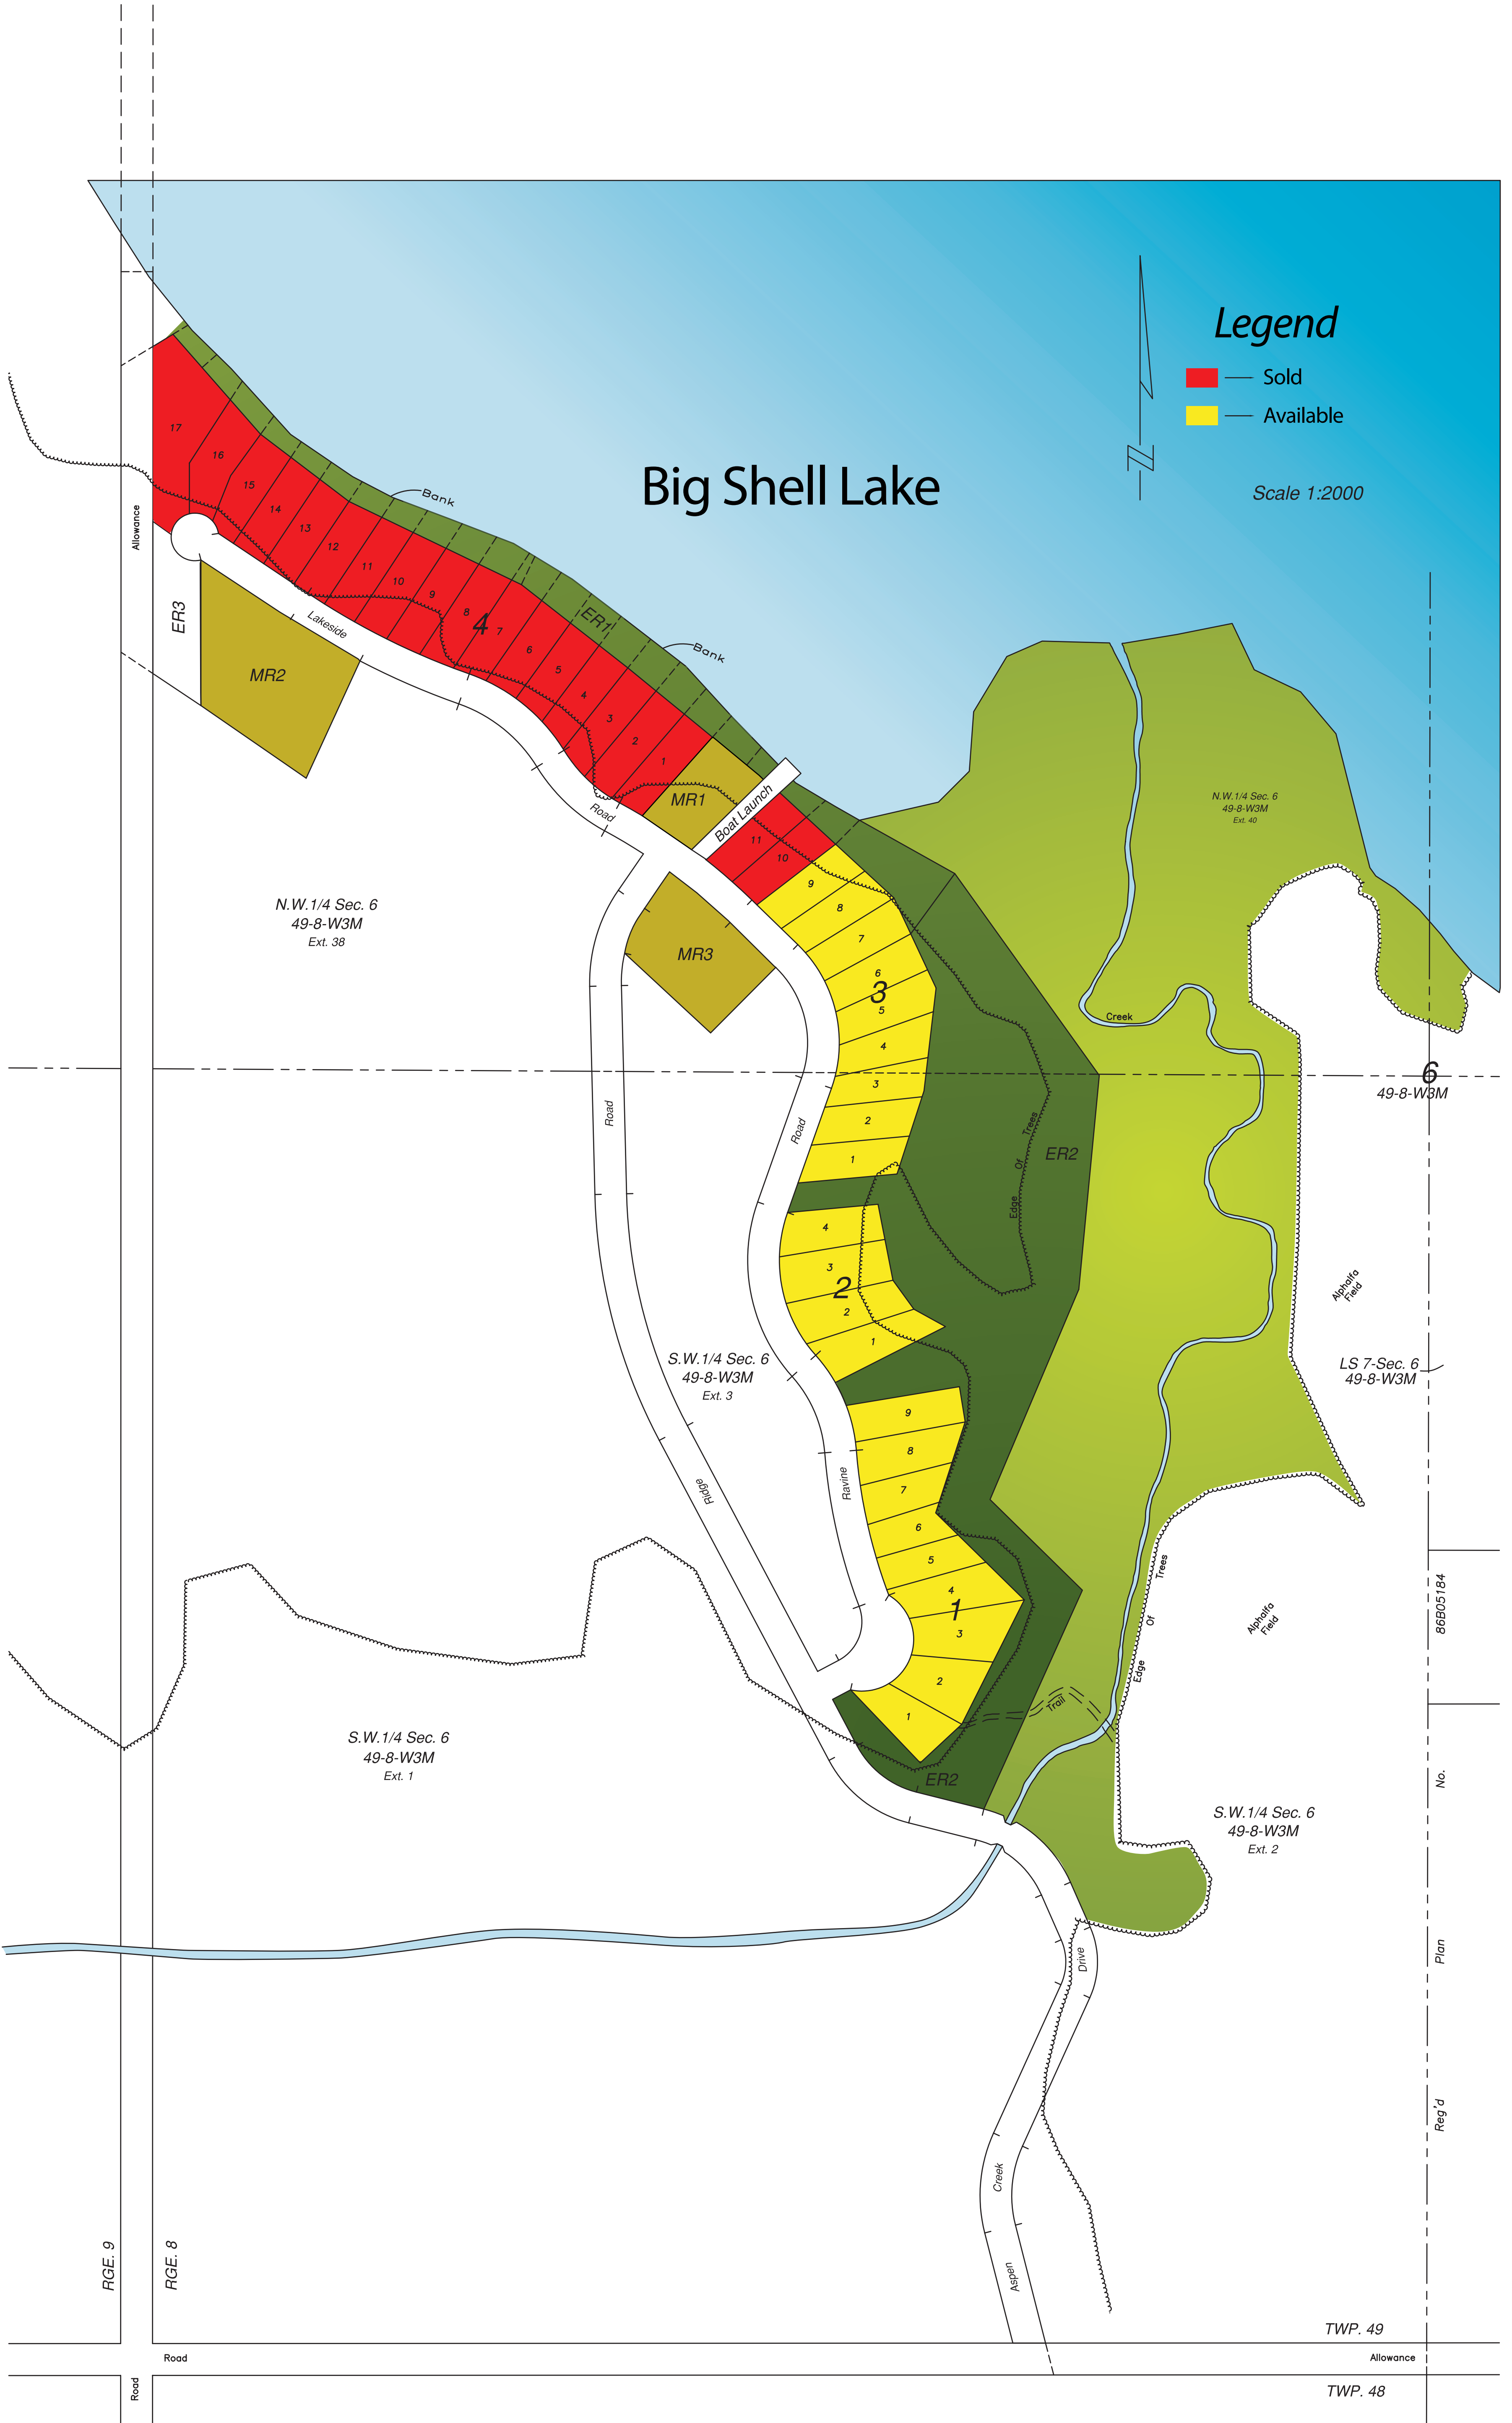 Legend
Sold
Available
Scale 1:2000
Big Shell Lake
17
16
15
14
13
12
11
10
9
8
7
6
5
4
3
2
1
4
Bank
Bank
ER1
Allowance
ER3
Lakeside
Road
MR2
MR1
Boat Launch
11
10
9
8
7
6
5
4
3
2
1
3
MR3
N.W.1/4 Sec. 6
49-8-W3M
Ext. 38
N.W.1/4 Sec. 6
49-8-W3M
Ext. 40
Creek
6
49-8-W3M
Road
Road
Edge Of Trees
ER2
4
3
2
1
2
Alphalfa
Field
LS 7-Sec. 6
49-8-W3M
S.W.1/4 Sec. 6
49-8-W3M
Ext. 3
9
8
7
6
5
4
3
2
1
1
Ridge
Ravine
Edge Of Trees
Alphalfa
Field
Trail
ER2
S.W.1/4 Sec. 6
49-8-W3M
Ext. 1
S.W.1/4 Sec. 6
49-8-W3M
Ext. 2
Reg'd Plan No. 86B05184
Aspen Creek Drive
RGE. 9
RGE. 8
TWP. 49
Road Allowance
Road
TWP. 48